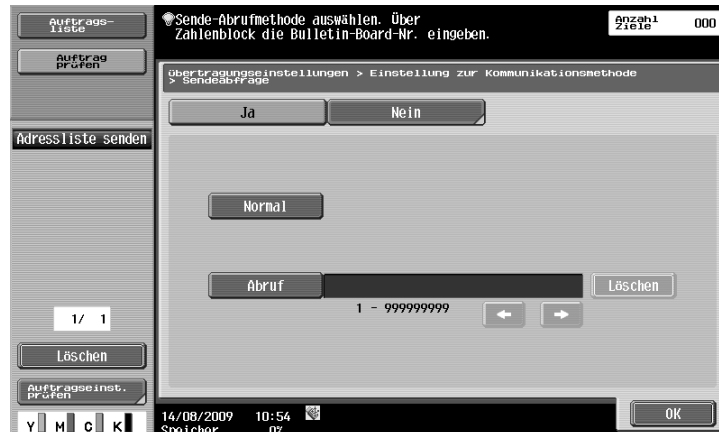 Auftrags-
liste
Auftrag
prüfen
Sende-Abrufmethode auswählen. Über
Zahlenblock die Bulletin-Board-Nr. eingeben.
Anzahl
Ziele 000
Übertragungseinstellungen > Einstellung zur Kommunikationsmethode
> Sendeabfrage
Ja Nein
Adressliste senden
Normal
Abruf Löschen
1 - 999999999
1/ 1
Löschen
Auftragseinst.
prüfen
Y M C K
14/08/2009 10:54
Speicher 0%
OK